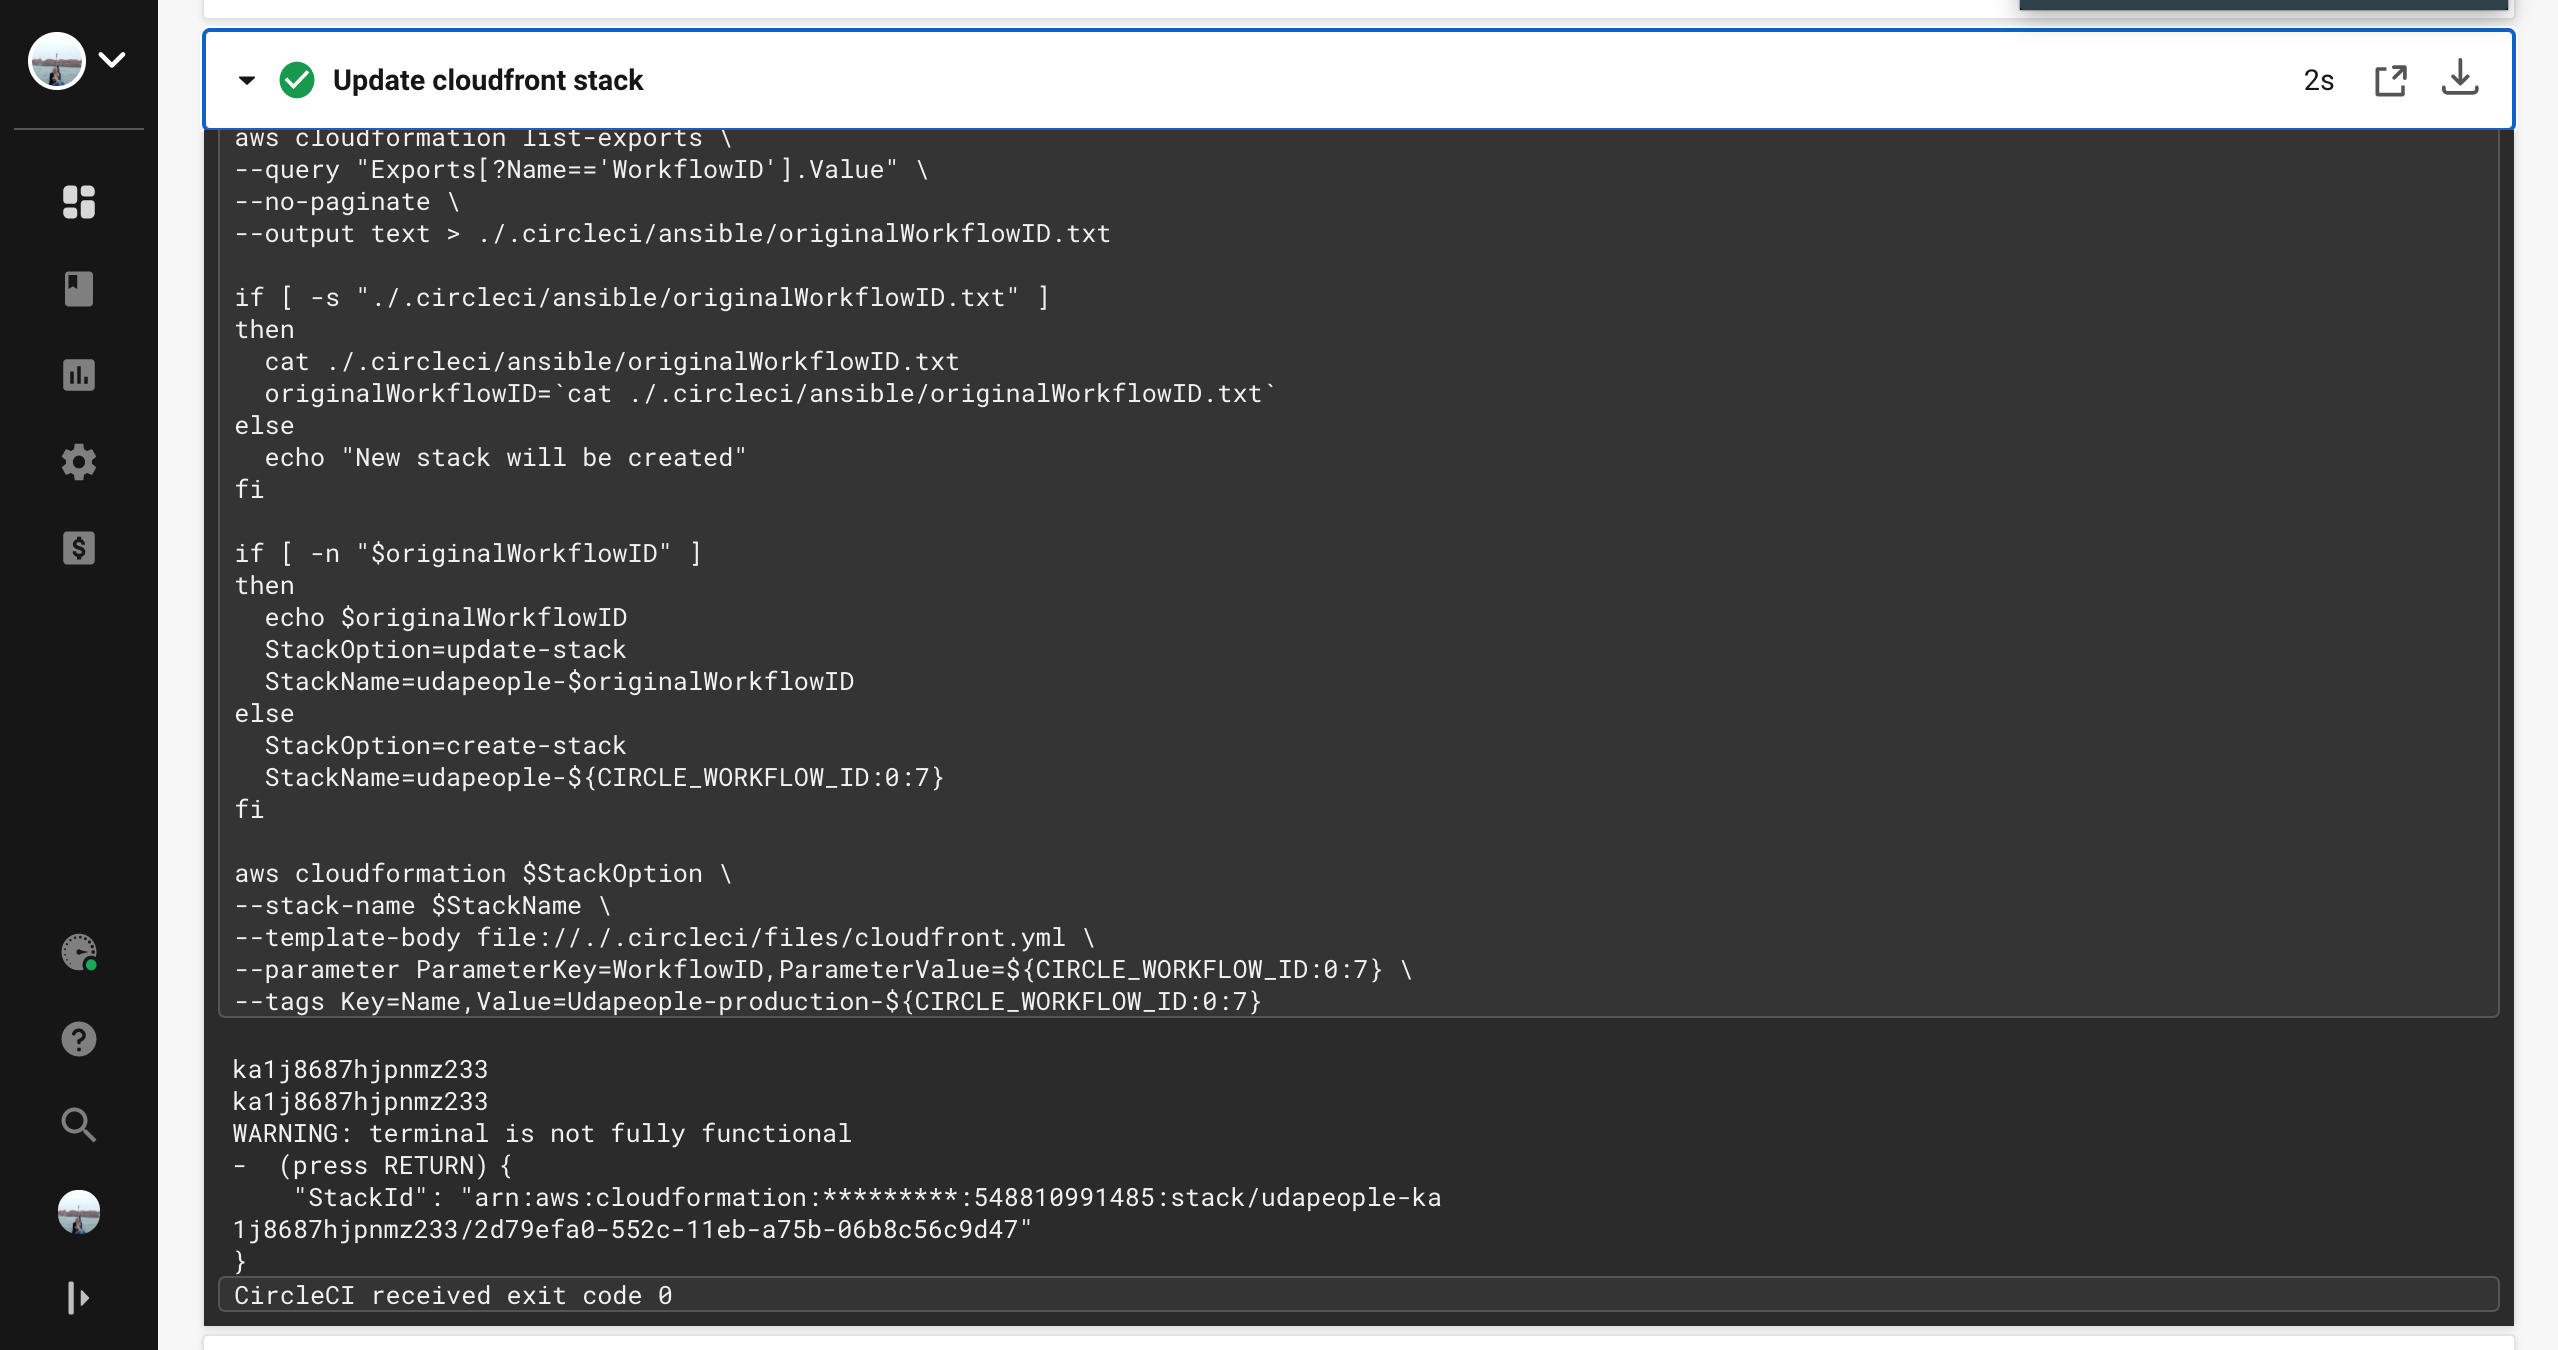 Update cloudfront stack
2s
aws cloudformation list-exports \
--query "Exports[?Name=='WorkflowID'].Value" \
--no-paginate \
--output text > ./.circleci/ansible/originalWorkflowID.txt
if [ -s "./.circleci/ansible/originalWorkflowID.txt" ]
then
  cat ./.circleci/ansible/originalWorkflowID.txt
  originalWorkflowID=`cat ./.circleci/ansible/originalWorkflowID.txt`
else
  echo "New stack will be created"
fi
if [ -n "$originalWorkflowID" ]
then
  echo $originalWorkflowID
  StackOption=update-stack
  StackName=udapeople-$originalWorkflowID
else
  StackOption=create-stack
  StackName=udapeople-${CIRCLE_WORKFLOW_ID:0:7}
fi
aws cloudformation $StackOption \
--stack-name $StackName \
--template-body file://./.circleci/files/cloudfront.yml \
--parameter ParameterKey=WorkflowID,ParameterValue=${CIRCLE_WORKFLOW_ID:0:7} \
--tags Key=Name,Value=Udapeople-production-${CIRCLE_WORKFLOW_ID:0:7}
ka1j8687hjpnmz233
ka1j8687hjpnmz233
WARNING: terminal is not fully functional
-  (press RETURN) {
    "StackId": "arn:aws:cloudformation:*********:548810991485:stack/udapeople-ka
1j8687hjpnmz233/2d79efa0-552c-11eb-a75b-06b8c56c9d47"
}
CircleCI received exit code 0